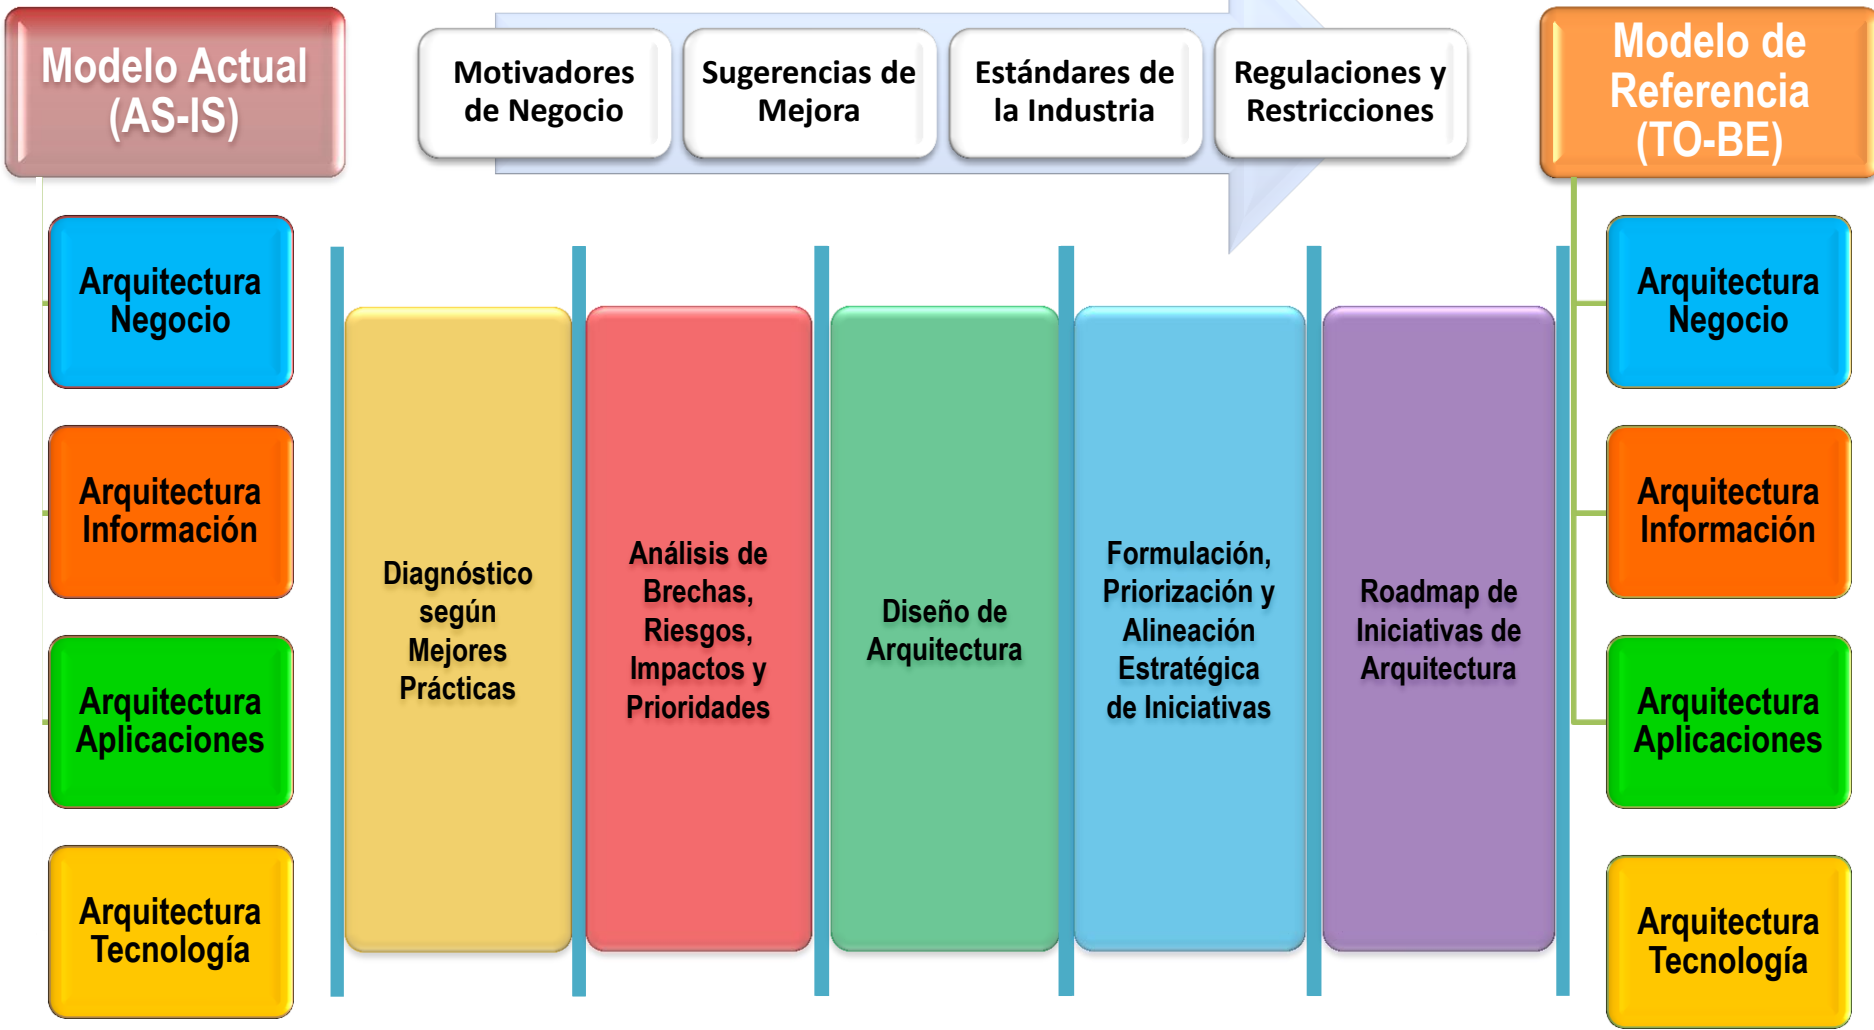 Modelo Actual
(AS-IS)
Motivadores
de Negocio
Sugerencias de
Mejora
Estándares de
la Industria
Regulaciones y
Restricciones
Modelo de
Referencia
(TO-BE)
Arquitectura
Negocio
Arquitectura
Información
Arquitectura
Aplicaciones
Arquitectura
Tecnología
Diagnóstico
según
Mejores
Prácticas
Análisis de
Brechas,
Riesgos,
Impactos y
Prioridades
Diseño de
Arquitectura
Formulación,
Priorización y
Alineación
Estratégica
de Iniciativas
Roadmap de
Iniciativas de
Arquitectura
Arquitectura
Negocio
Arquitectura
Información
Arquitectura
Aplicaciones
Arquitectura
Tecnología